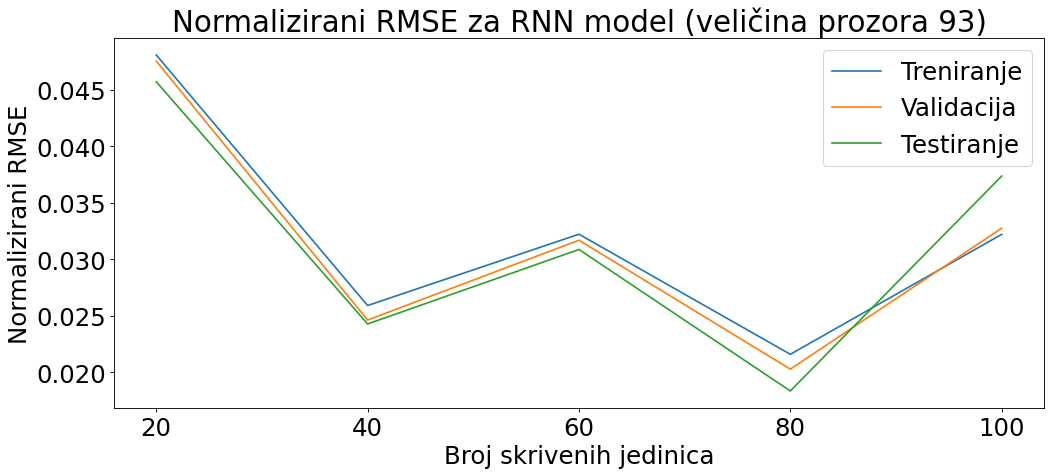 Normalizirani RMSE za RNN model (veličina prozora 93)
Treniranje
Validacija
Testiranje
Normalizirani RMSE
0.045
0.040
0.035
0.030
0.025
0.020
20 40 60 80 100
Broj skrivenih jedinica